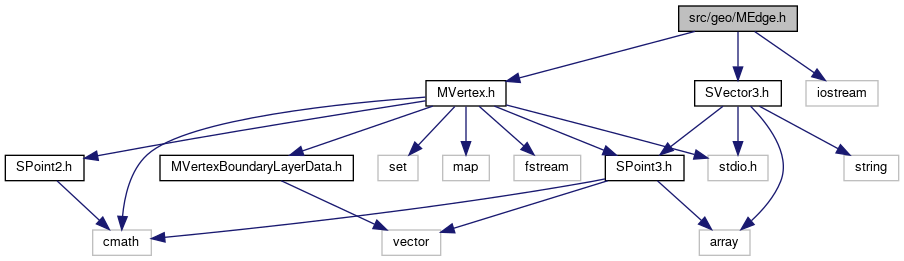 src/geo/MEdge.h
MVertex.h
SVector3.h
iostream
SPoint2.h
MVertexBoundaryLayerData.h
set
map
fstream
SPoint3.h
stdio.h
string
cmath
vector
array